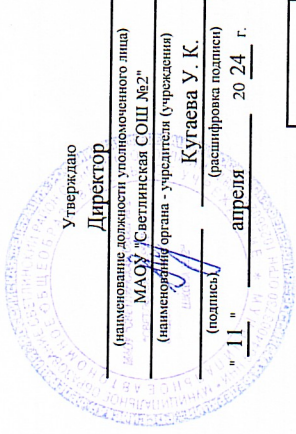 Утверждаю
Директор
(наименование должности уполномоченного лица)
МАОУ "Светлинская СОШ №2"
(наименование органа - учредителя (учреждения)
Кугаева У. К.
(подпись) (расшифровка подписи)
" 11 " апреля 20 24 г.